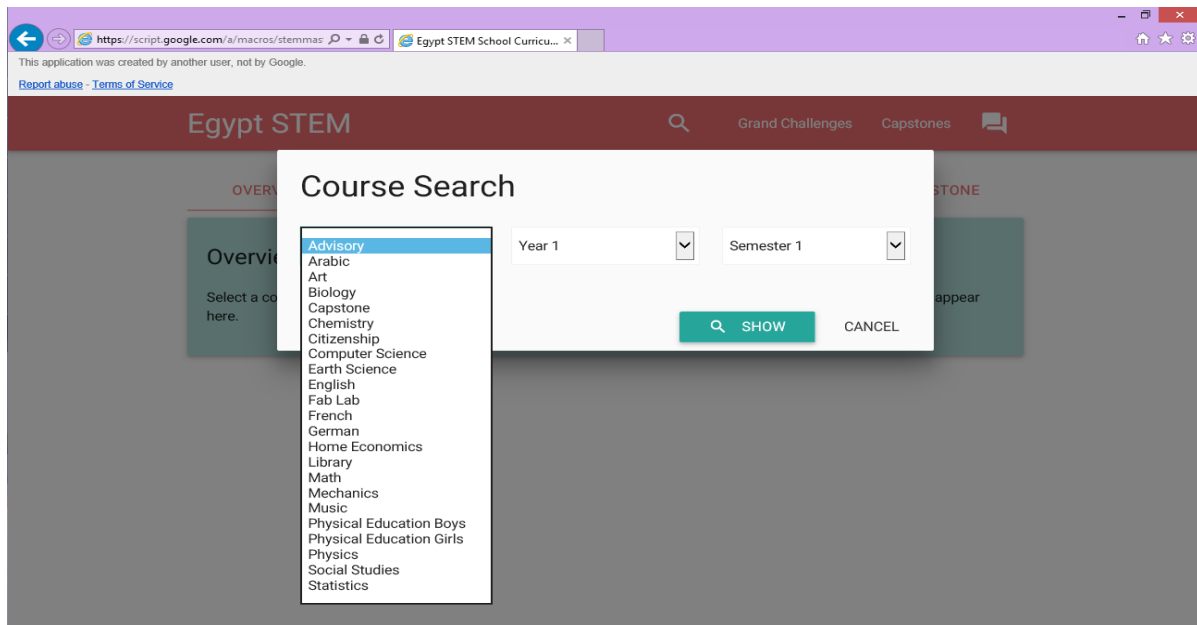 https://script.google.com/a/macros/stemmas
Egypt STEM School Curricu...
This application was created by another user, not by Google.
Report abuse - Terms of Service
Egypt STEM
Grand Challenges
Capstones
OVERV
STONE
Course Search
Advisory
Arabic
Art
Biology
Capstone
Chemistry
Citizenship
Computer Science
Earth Science
English
Fab Lab
French
German
Home Economics
Library
Math
Mechanics
Music
Physical Education Boys
Physical Education Girls
Physics
Social Studies
Statistics
Year 1
Semester 1
SHOW
CANCEL
Overvie
Select a co
appear
here.